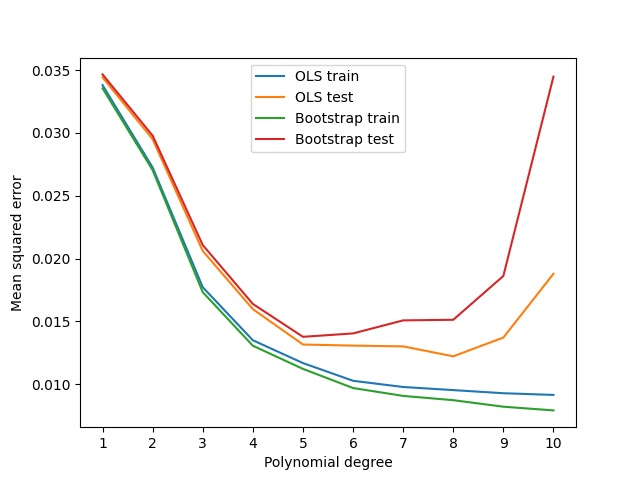 OLS train
OLS test
Bootstrap train
Bootstrap test
0.035
0.030
0.025
0.020
0.015
0.010
Mean squared error
1 2 3 4 5 6 7 8 9 10
Polynomial degree